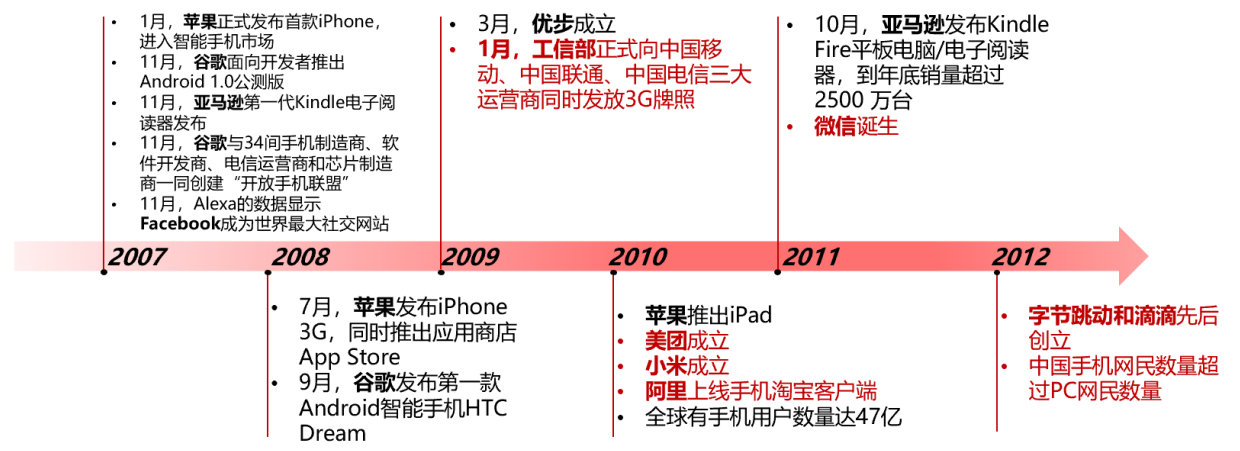 • 1月，苹果正式发布首款iPhone，
进入智能手机市场
• 11月，谷歌面向开发者推出
Android 1.0公测版
• 11月，亚马逊第一代Kindle电子阅
读器发布
• 11月，谷歌与34间手机制造商、软
件开发商、电信运营商和芯片制造
商一同创建“开放手机联盟”
• 11月，Alexa的数据显示
Facebook成为世界最大社交网站
• 3月，优步成立
• 1月，工信部正式向中国移
动、中国联通、中国电信三大
运营商同时发放3G牌照
• 10月，亚马逊发布Kindle
Fire平板电脑/电子阅读
器，到年底销量超过
2500 万台
• 微信诞生
2007
2008
2009
2010
2011
2012
• 7月，苹果发布iPhone
3G，同时推出应用商店
App Store
• 9月，谷歌发布第一款
Android智能手机HTC
Dream
• 苹果推出iPad
• 美团成立
• 小米成立
• 阿里上线手机淘宝客户端
• 全球有手机用户数量达47亿
• 字节跳动和滴滴先后
创立
• 中国手机网民数量超
过PC网民数量